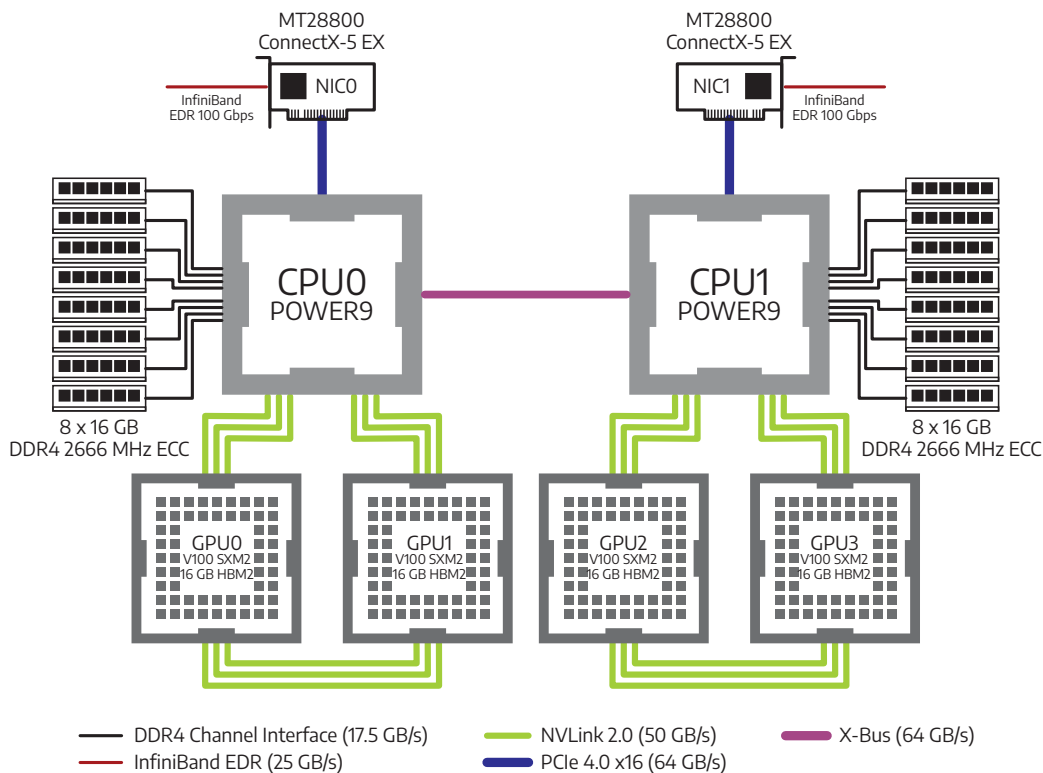 MT28800
ConnectX-5 EX
MT28800
ConnectX-5 EX
NIC0
NIC1
InfiniBand
EDR 100 Gbps
InfiniBand
EDR 100 Gbps
CPU0
POWER9
CPU1
POWER9
8 x 16 GB
DDR4 2666 MHz ECC
8 x 16 GB
DDR4 2666 MHz ECC
GPU0
V100 SXM2
16 GB HBM2
GPU1
V100 SXM2
16 GB HBM2
GPU2
V100 SXM2
16 GB HBM2
GPU3
V100 SXM2
16 GB HBM2
DDR4 Channel Interface (17.5 GB/s)
NVLink 2.0 (50 GB/s)
X-Bus (64 GB/s)
InfiniBand EDR (25 GB/s)
PCIe 4.0 x16 (64 GB/s)